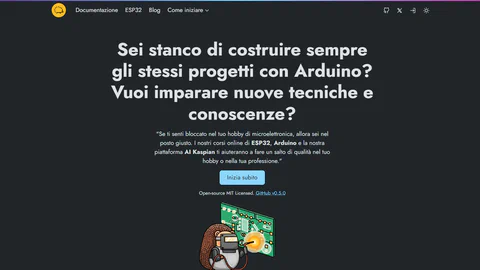 Documentazione ESP32 Blog Come iniziare
Sei stanco di costruire sempre
gli stessi progetti con Arduino?
Vuoi imparare nuove tecniche e
conoscenze?
"Se ti senti bloccato nel tuo hobby di microelettronica, allora sei nel
posto giusto. I nostri corsi online di ESP32, Arduino e la nostra
piattaforma AI Kaspian ti aiuteranno a fare un salto di qualità nel tuo
hobby o nella tua professione."
Inizia subito
Open-source MIT Licensed. GitHub v0.5.0